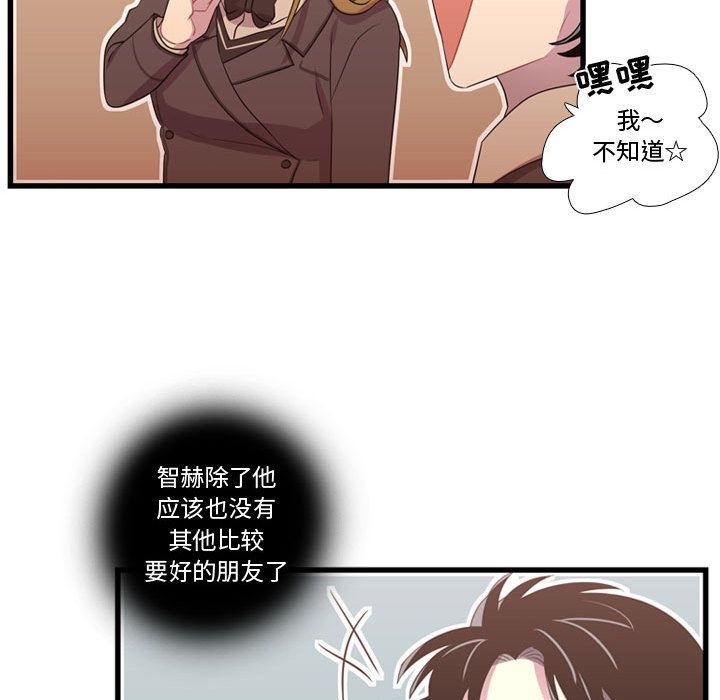 嘿嘿
我～
不知道☆
智赫除了他
应该也没有
其他比较
要好的朋友了